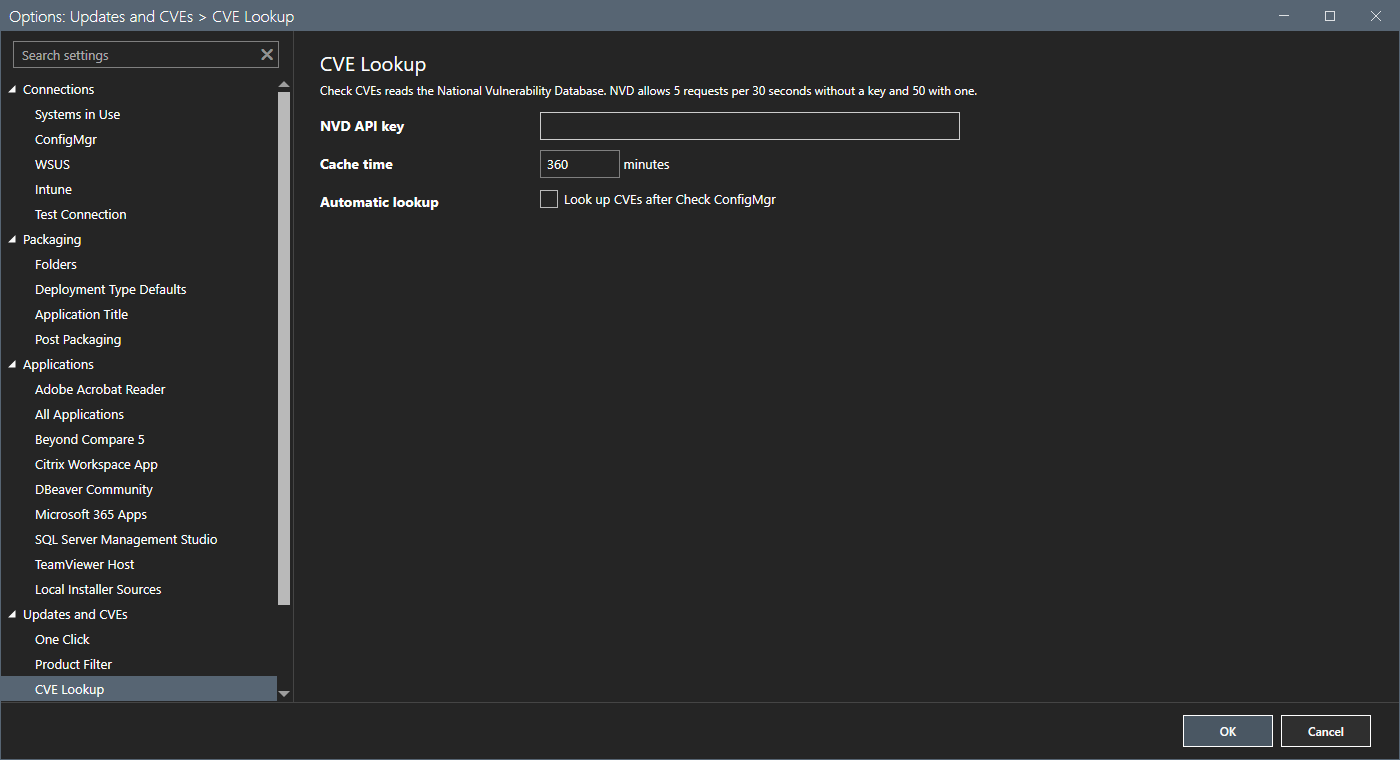 Options: Updates and CVEs > CVE Lookup
Search settings
Connections
Systems in Use
ConfigMgr
WSUS
Intune
Test Connection
Packaging
Folders
Deployment Type Defaults
Application Title
Post Packaging
Applications
Adobe Acrobat Reader
All Applications
Beyond Compare 5
Citrix Workspace App
DBeaver Community
Microsoft 365 Apps
SQL Server Management Studio
TeamViewer Host
Local Installer Sources
Updates and CVEs
One Click
Product Filter
CVE Lookup
CVE Lookup
Check CVEs reads the National Vulnerability Database. NVD allows 5 requests per 30 seconds without a key and 50 with one.
NVD API key
Cache time 360 minutes
Automatic lookup Look up CVEs after Check ConfigMgr
OK Cancel